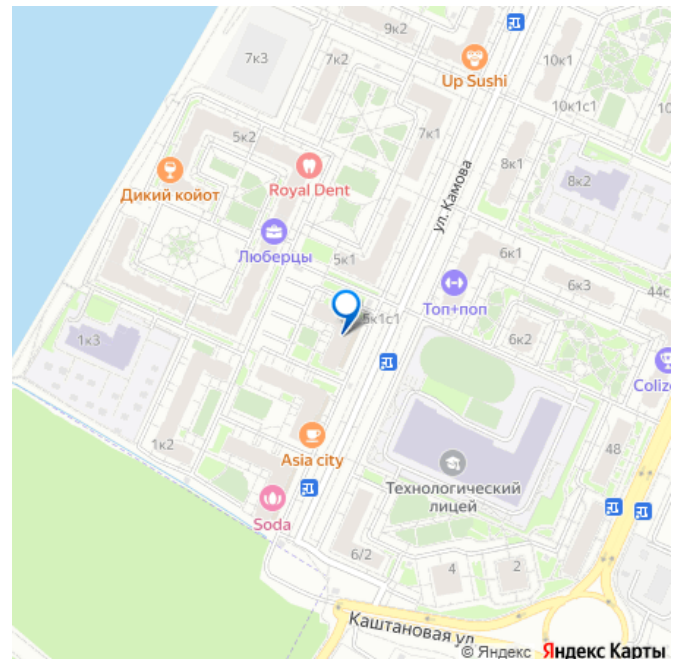 9к2
7к3
7к2
10к1
Up Sushi
10к1с1
10
5к2
7к1
Royal Dent
8к1
8к2
Дикий койот
ул. Камова
Люберцы
5к1
6к1
Топ+поп
6к3
44с
5к1с1
1к3
6к2
Coliz
1к2
Asia city
48
Технологический
лицей
Soda
6/2
4
2
Каштановая ул.
© Яндекс Яндекс Карты